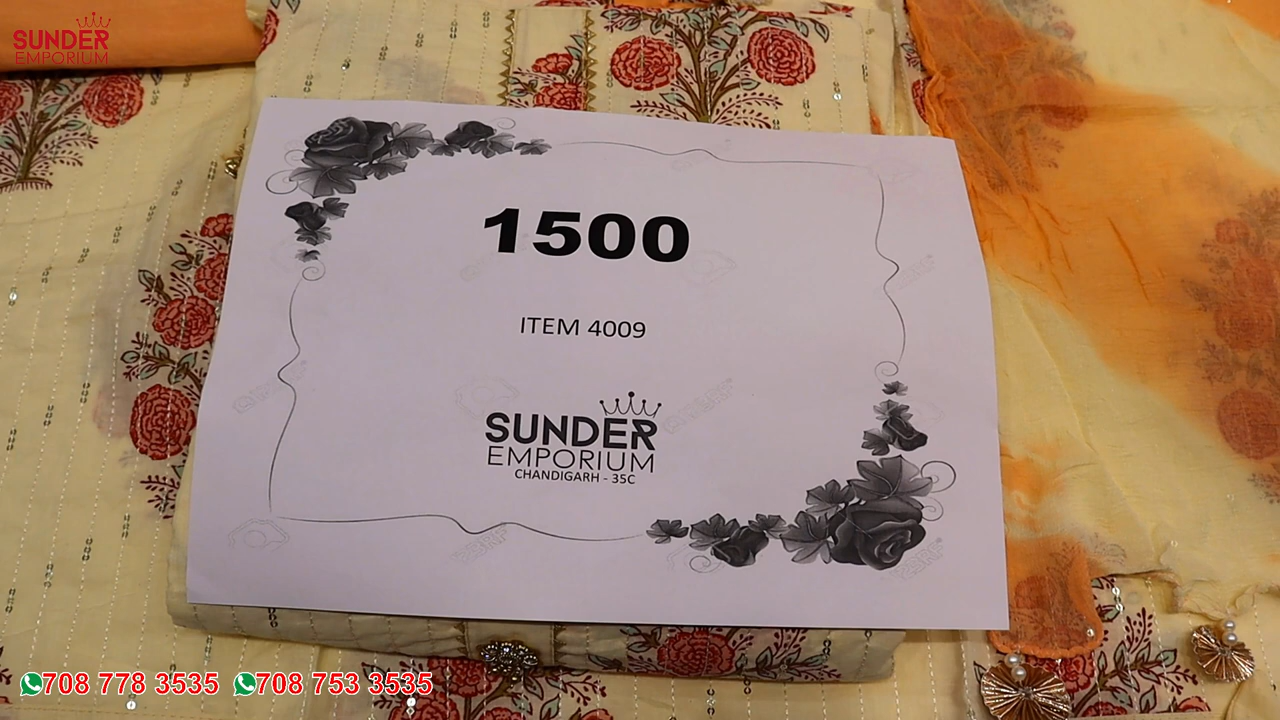 SUNDER
EMPORIUM
1500
ITEM 4009
SUNDER
EMPORIUM
CHANDIGARH - 35C
708 778 3535 708 753 3535